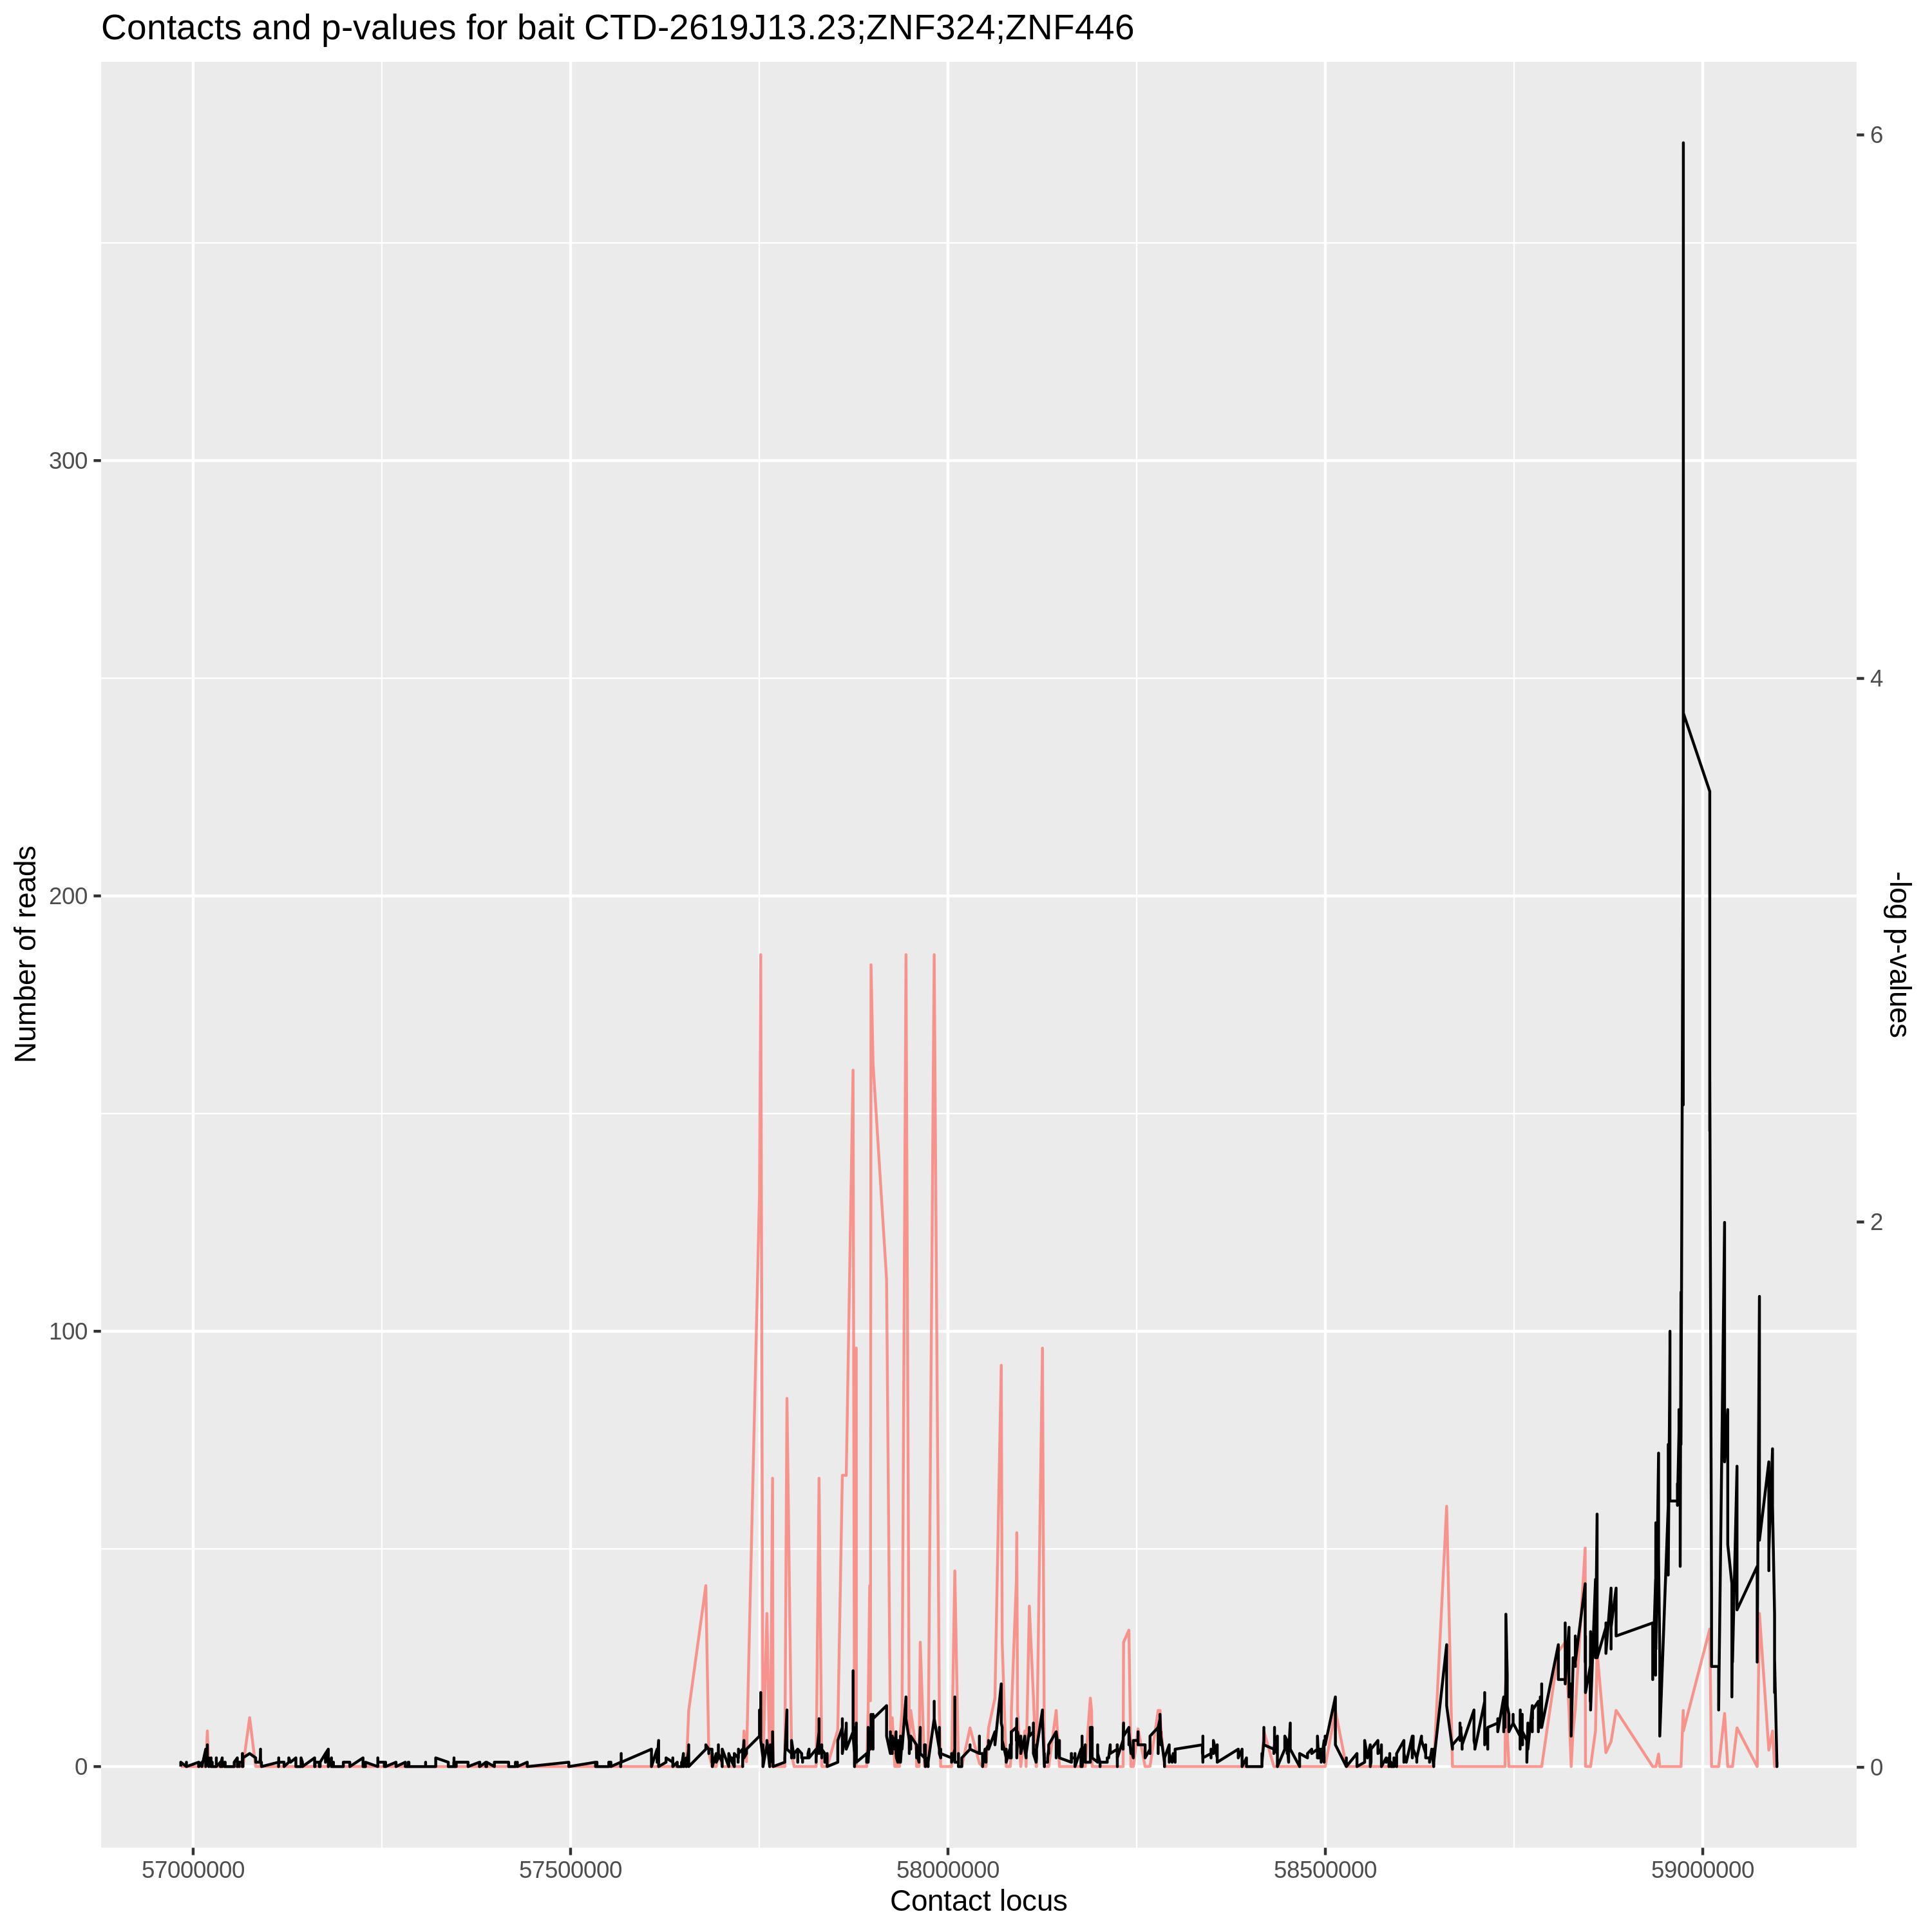 Contacts and p-values for bait CTD-2619J13.23;ZNF324;ZNF446
Number of reads
300
200
100
0
6
4
2
0
-log p-values
57000000 57500000 58000000 58500000 59000000
Contact locus